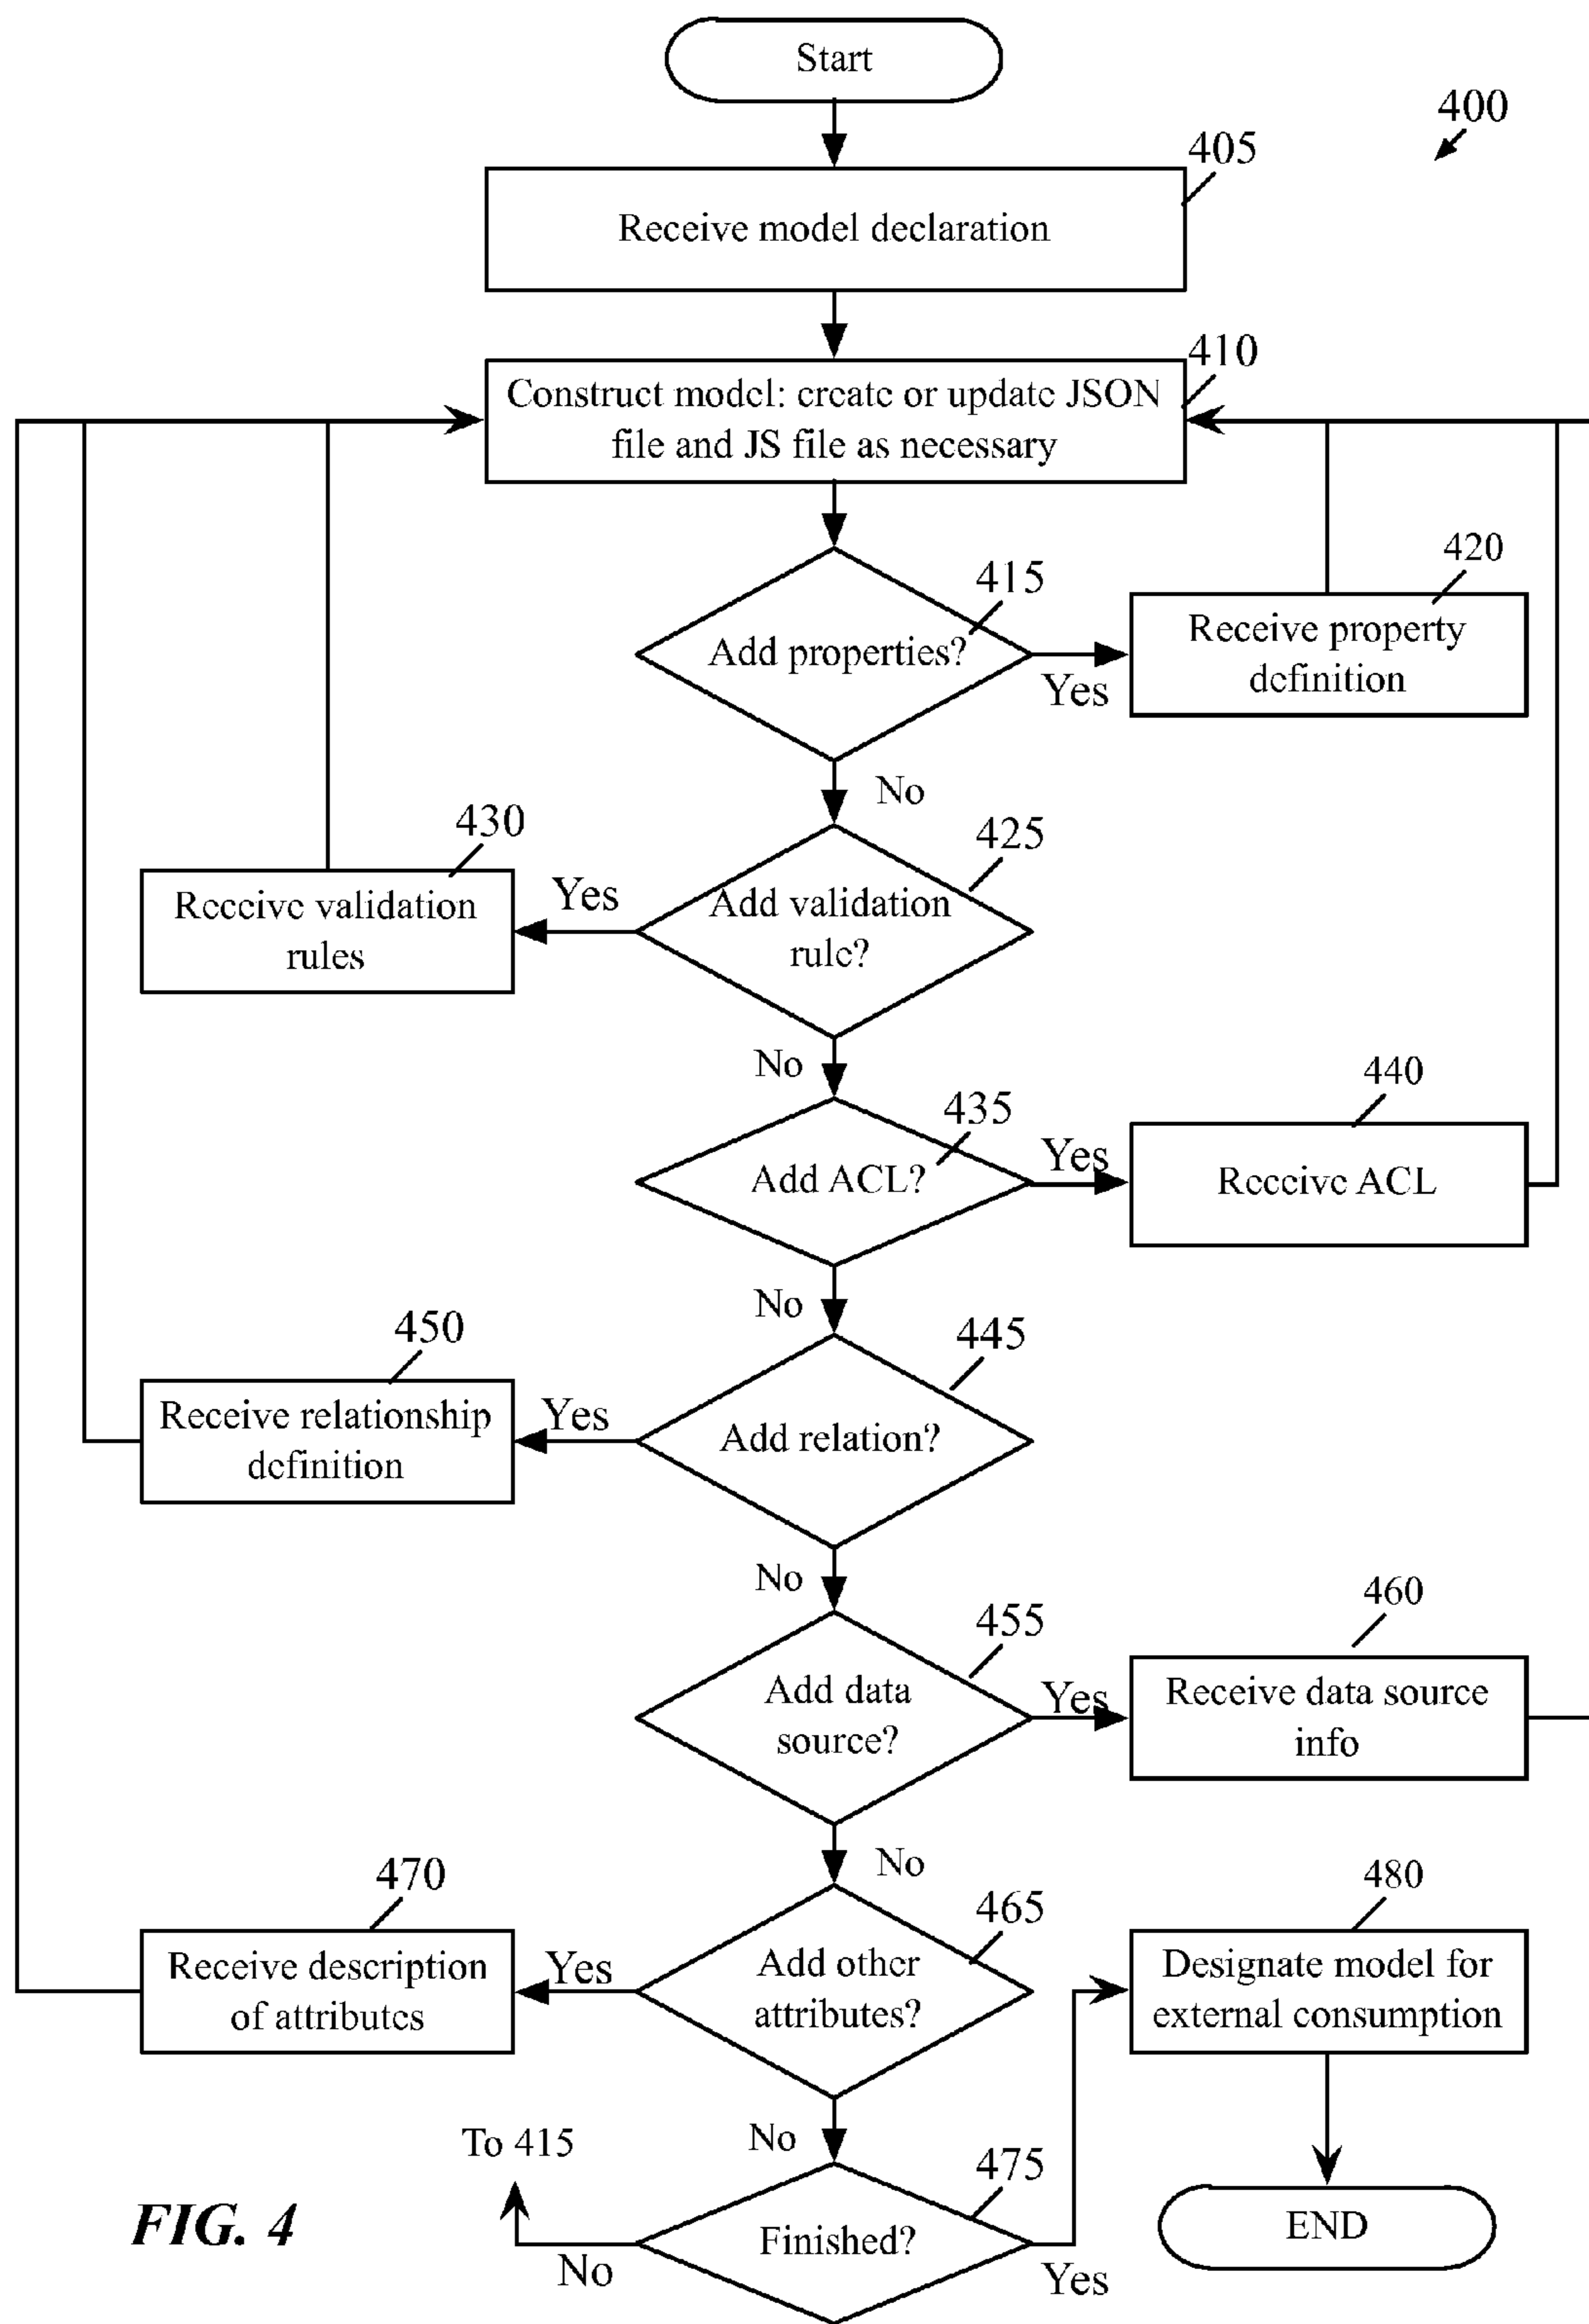 Start
400
405
Receive model declaration
410
Construct model: create or update JSON
file and JS file as necessary
415
Add properties?
Yes
420
Receive property
definition
No
425
Add validation
rule?
Yes
430
Receive validation
rules
No
435
Add ACL?
Yes
440
Receive ACL
No
445
Add relation?
Yes
450
Receive relationship
definition
No
455
Add data
source?
Yes
460
Receive data source
info
No
465
Add other
attributes?
Yes
470
Receive description
of attributes
No
475
Finished?
No
To 415
Yes
480
Designate model for
external consumption
END
FIG. 4